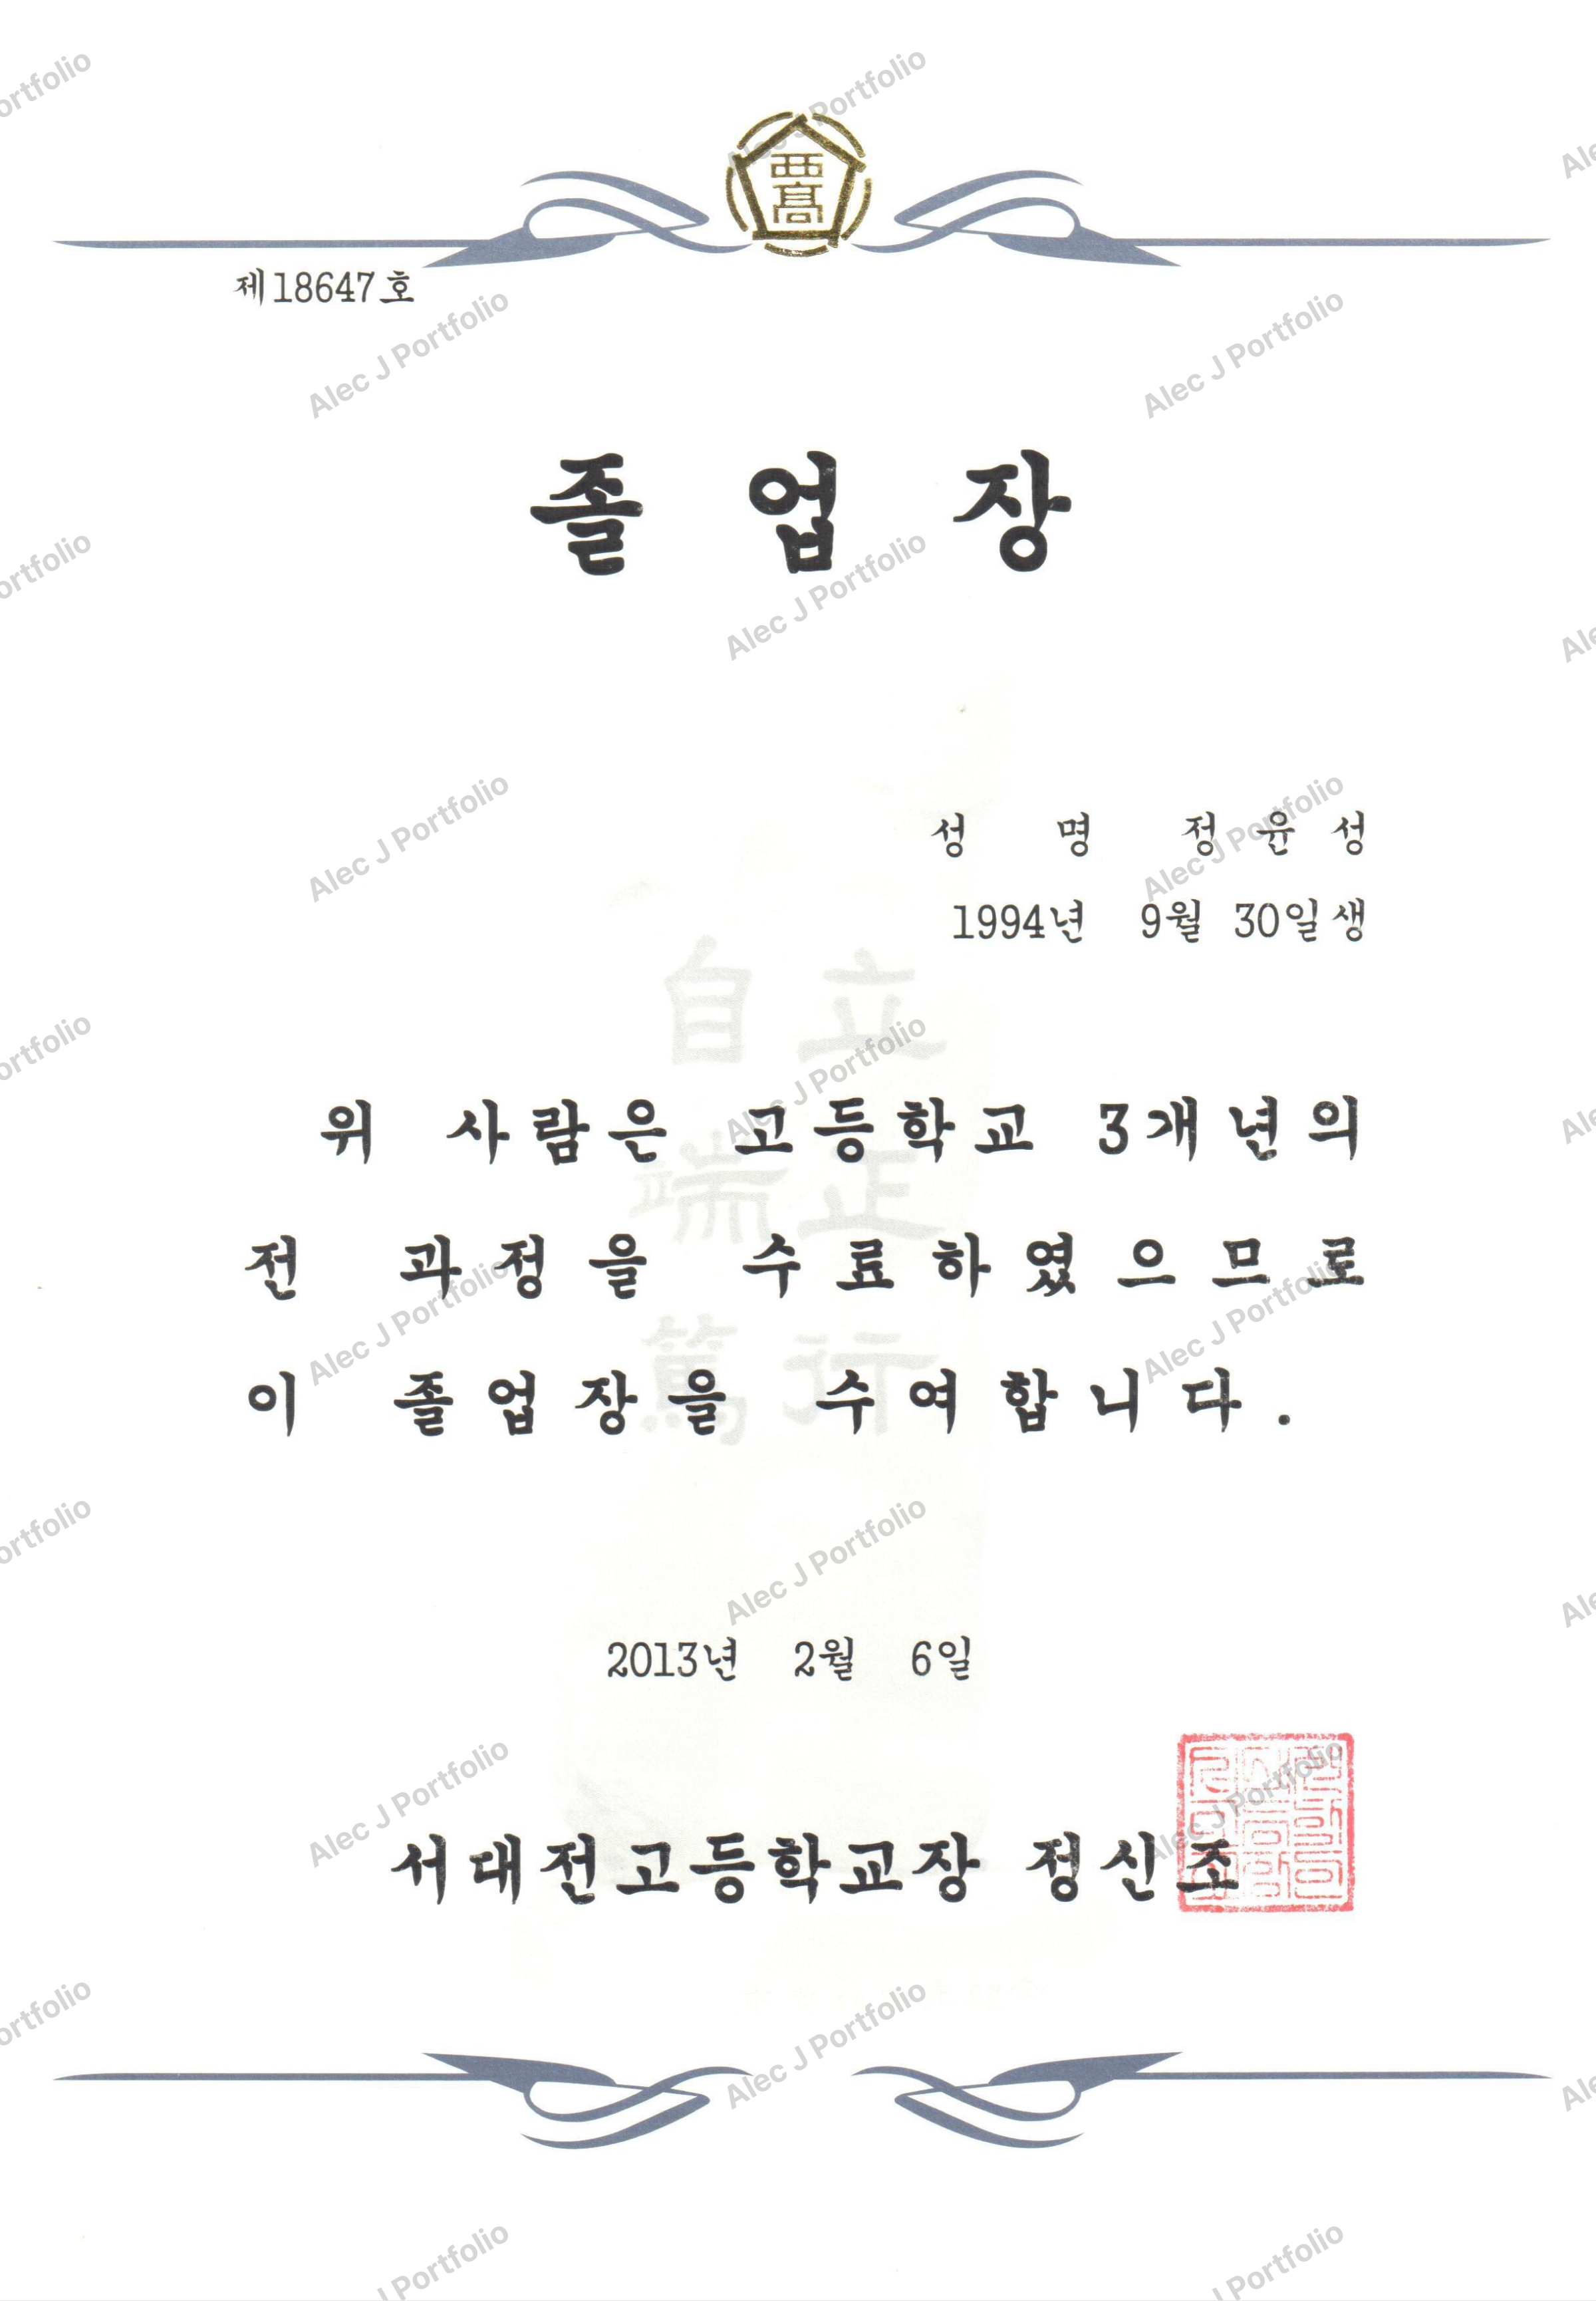 西高
제18647호
졸 업 장
성 명 정 윤 성
1994년 9월 30일생
自 立
端 正
篤 行
위 사람은 고등학교 3개년의
전 과정을 수료하였으므로
이 졸업장을 수여합니다.
2013년 2월 6일
서대전고등학교장 정신조
Alec J Portfolio